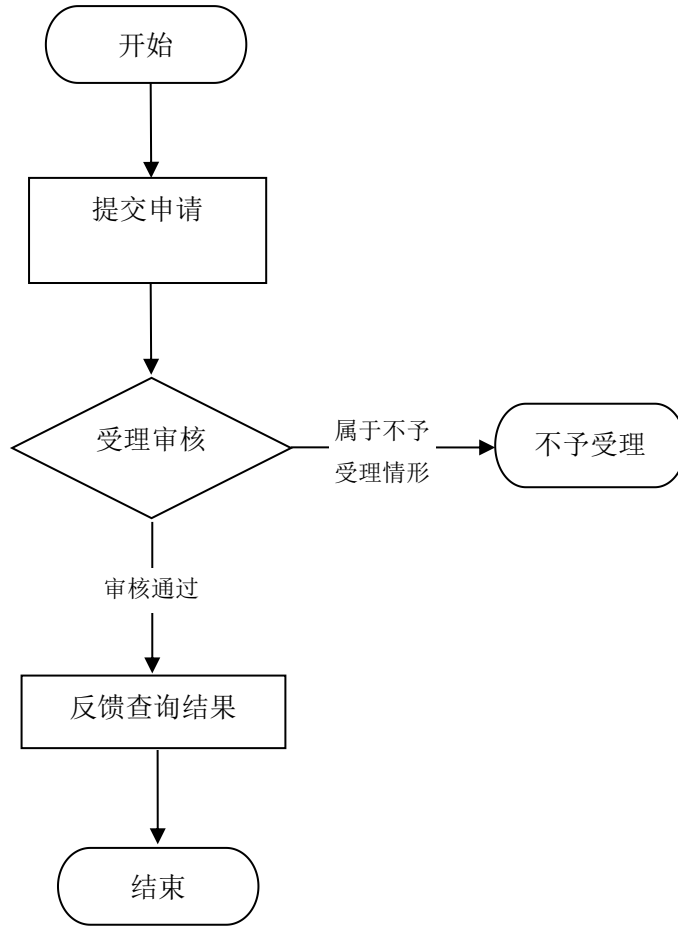 开始
提交申请
受理审核
属于不予
受理情形
不予受理
审核通过
反馈查询结果
结束